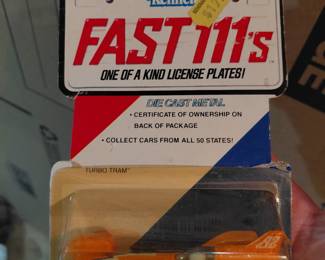 Kenner
FAST 111's
ONE OF A KIND LICENSE PLATES!
DIE CAST METAL
• CERTIFICATE OF OWNERSHIP ON
BACK OF PACKAGE
• COLLECT CARS FROM ALL 50 STATES!
TURBO TRAM™